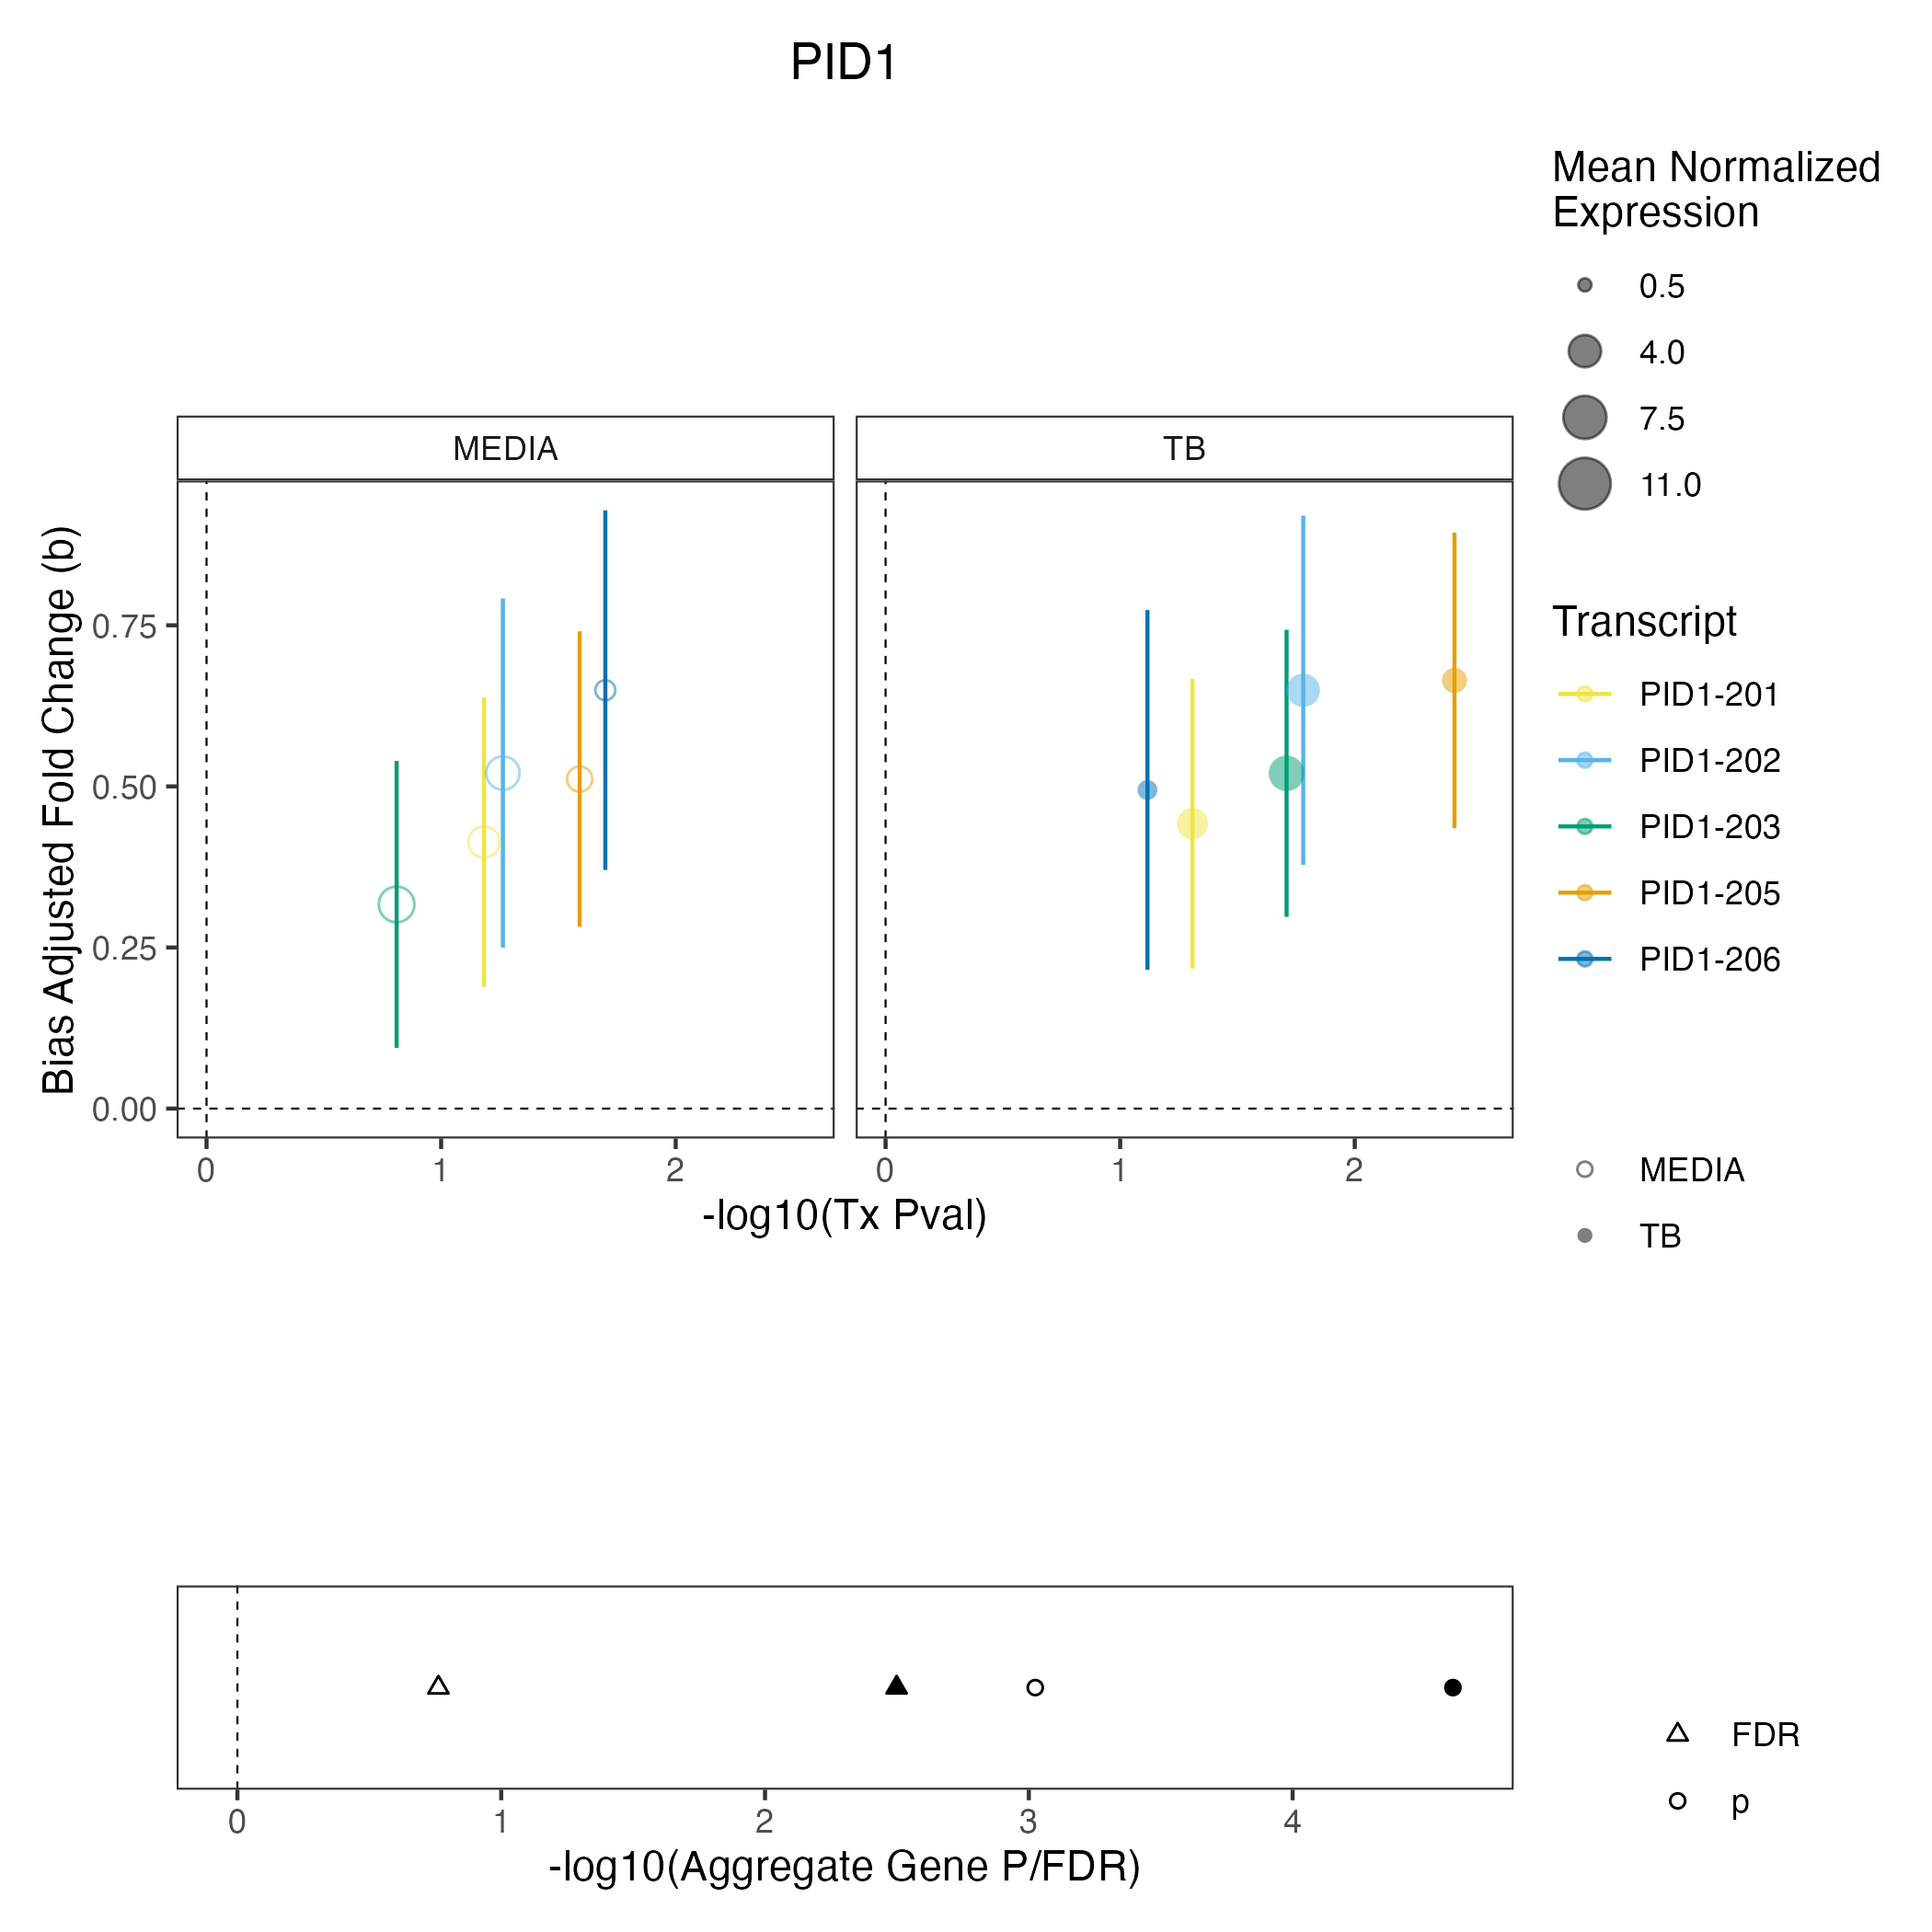 PID1
Mean Normalized
Expression
0.5
4.0
7.5
11.0
MEDIA
TB
Bias Adjusted Fold Change (b)
0.75
0.50
0.25
0.00
0
1
2
0
1
2
-log10(Tx Pval)
Transcript
PID1-201
PID1-202
PID1-203
PID1-205
PID1-206
MEDIA
TB
0
1
2
3
4
-log10(Aggregate Gene P/FDR)
FDR
p